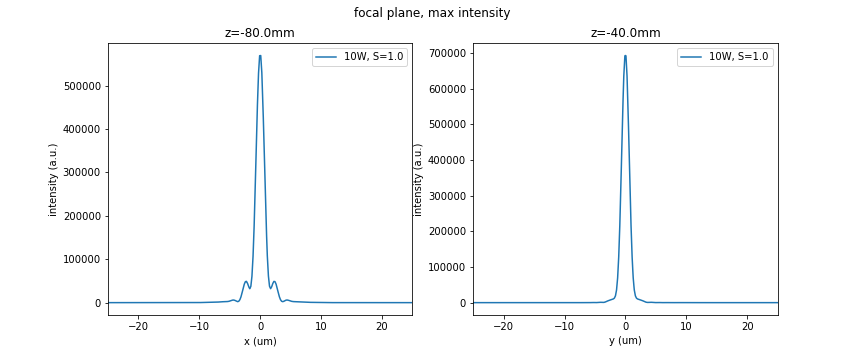 focal plane, max intensity
z=-80.0mm
10W, S=1.0
intensity (a.u.)
500000
400000
300000
200000
100000
0
−20
−10
0
10
20
x (um)
z=-40.0mm
10W, S=1.0
intensity (a.u.)
700000
600000
500000
400000
300000
200000
100000
0
−20
−10
0
10
20
y (um)